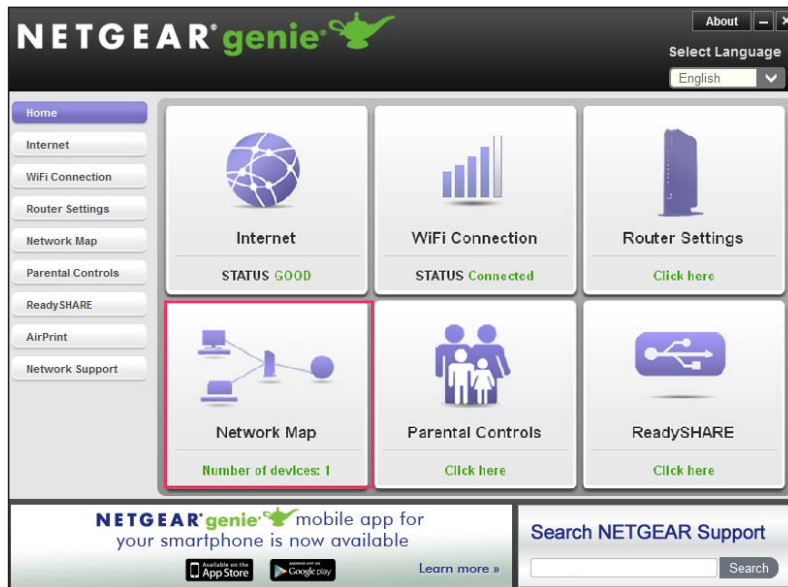 NETGEAR® genie®
About
Select Language
English
Home
Internet
WiFi Connection
Router Settings
Network Map
Parental Controls
ReadySHARE
AirPrint
Network Support
Internet
STATUS GOOD
WiFi Connection
STATUS Connected
Router Settings
Click here
Network Map
Number of devices: 1
Parental Controls
Click here
ReadySHARE
Click here
NETGEAR® genie® mobile app for
your smartphone is now available
Available on the
App Store
ANDROID APP ON
Google play
Learn more »
Search NETGEAR Support
Search